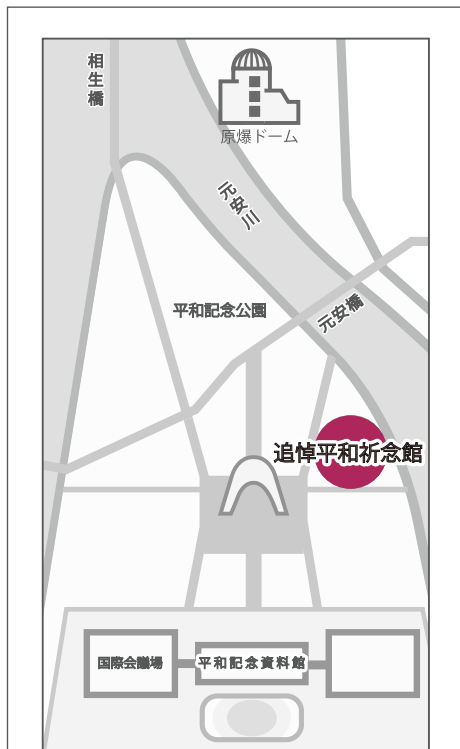 相生橋
原爆ドーム
元安川
平和記念公園
元安橋
追悼平和祈念館
国際会議場
平和記念資料館